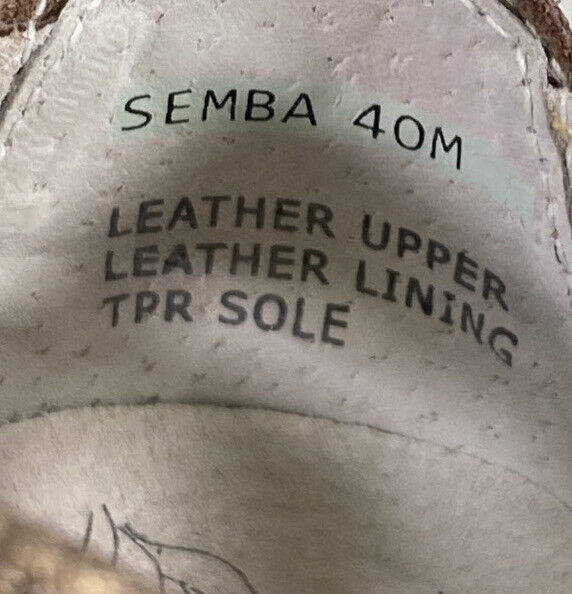 SEMBA 40M
LEATHER UPPER
LEATHER LINING
TPR SOLE